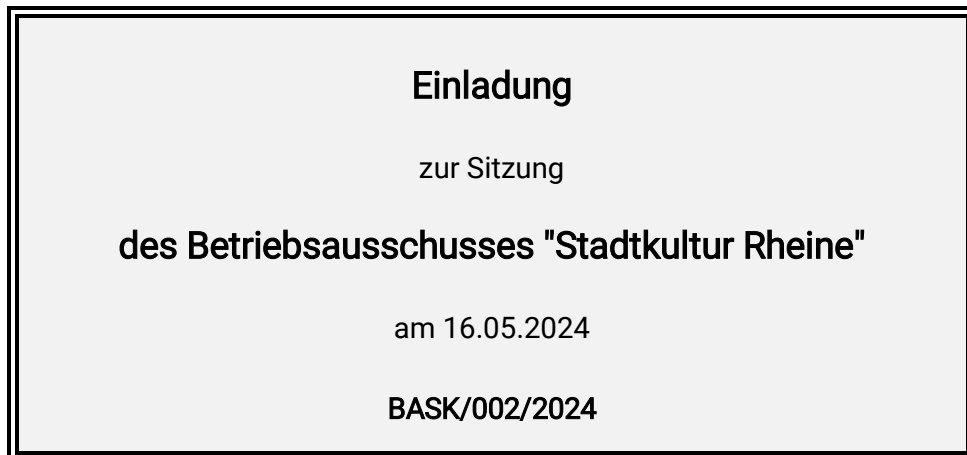 Einladung
zur Sitzung
des Betriebsausschusses "Stadtkultur Rheine"
am 16.05.2024
BASK/002/2024